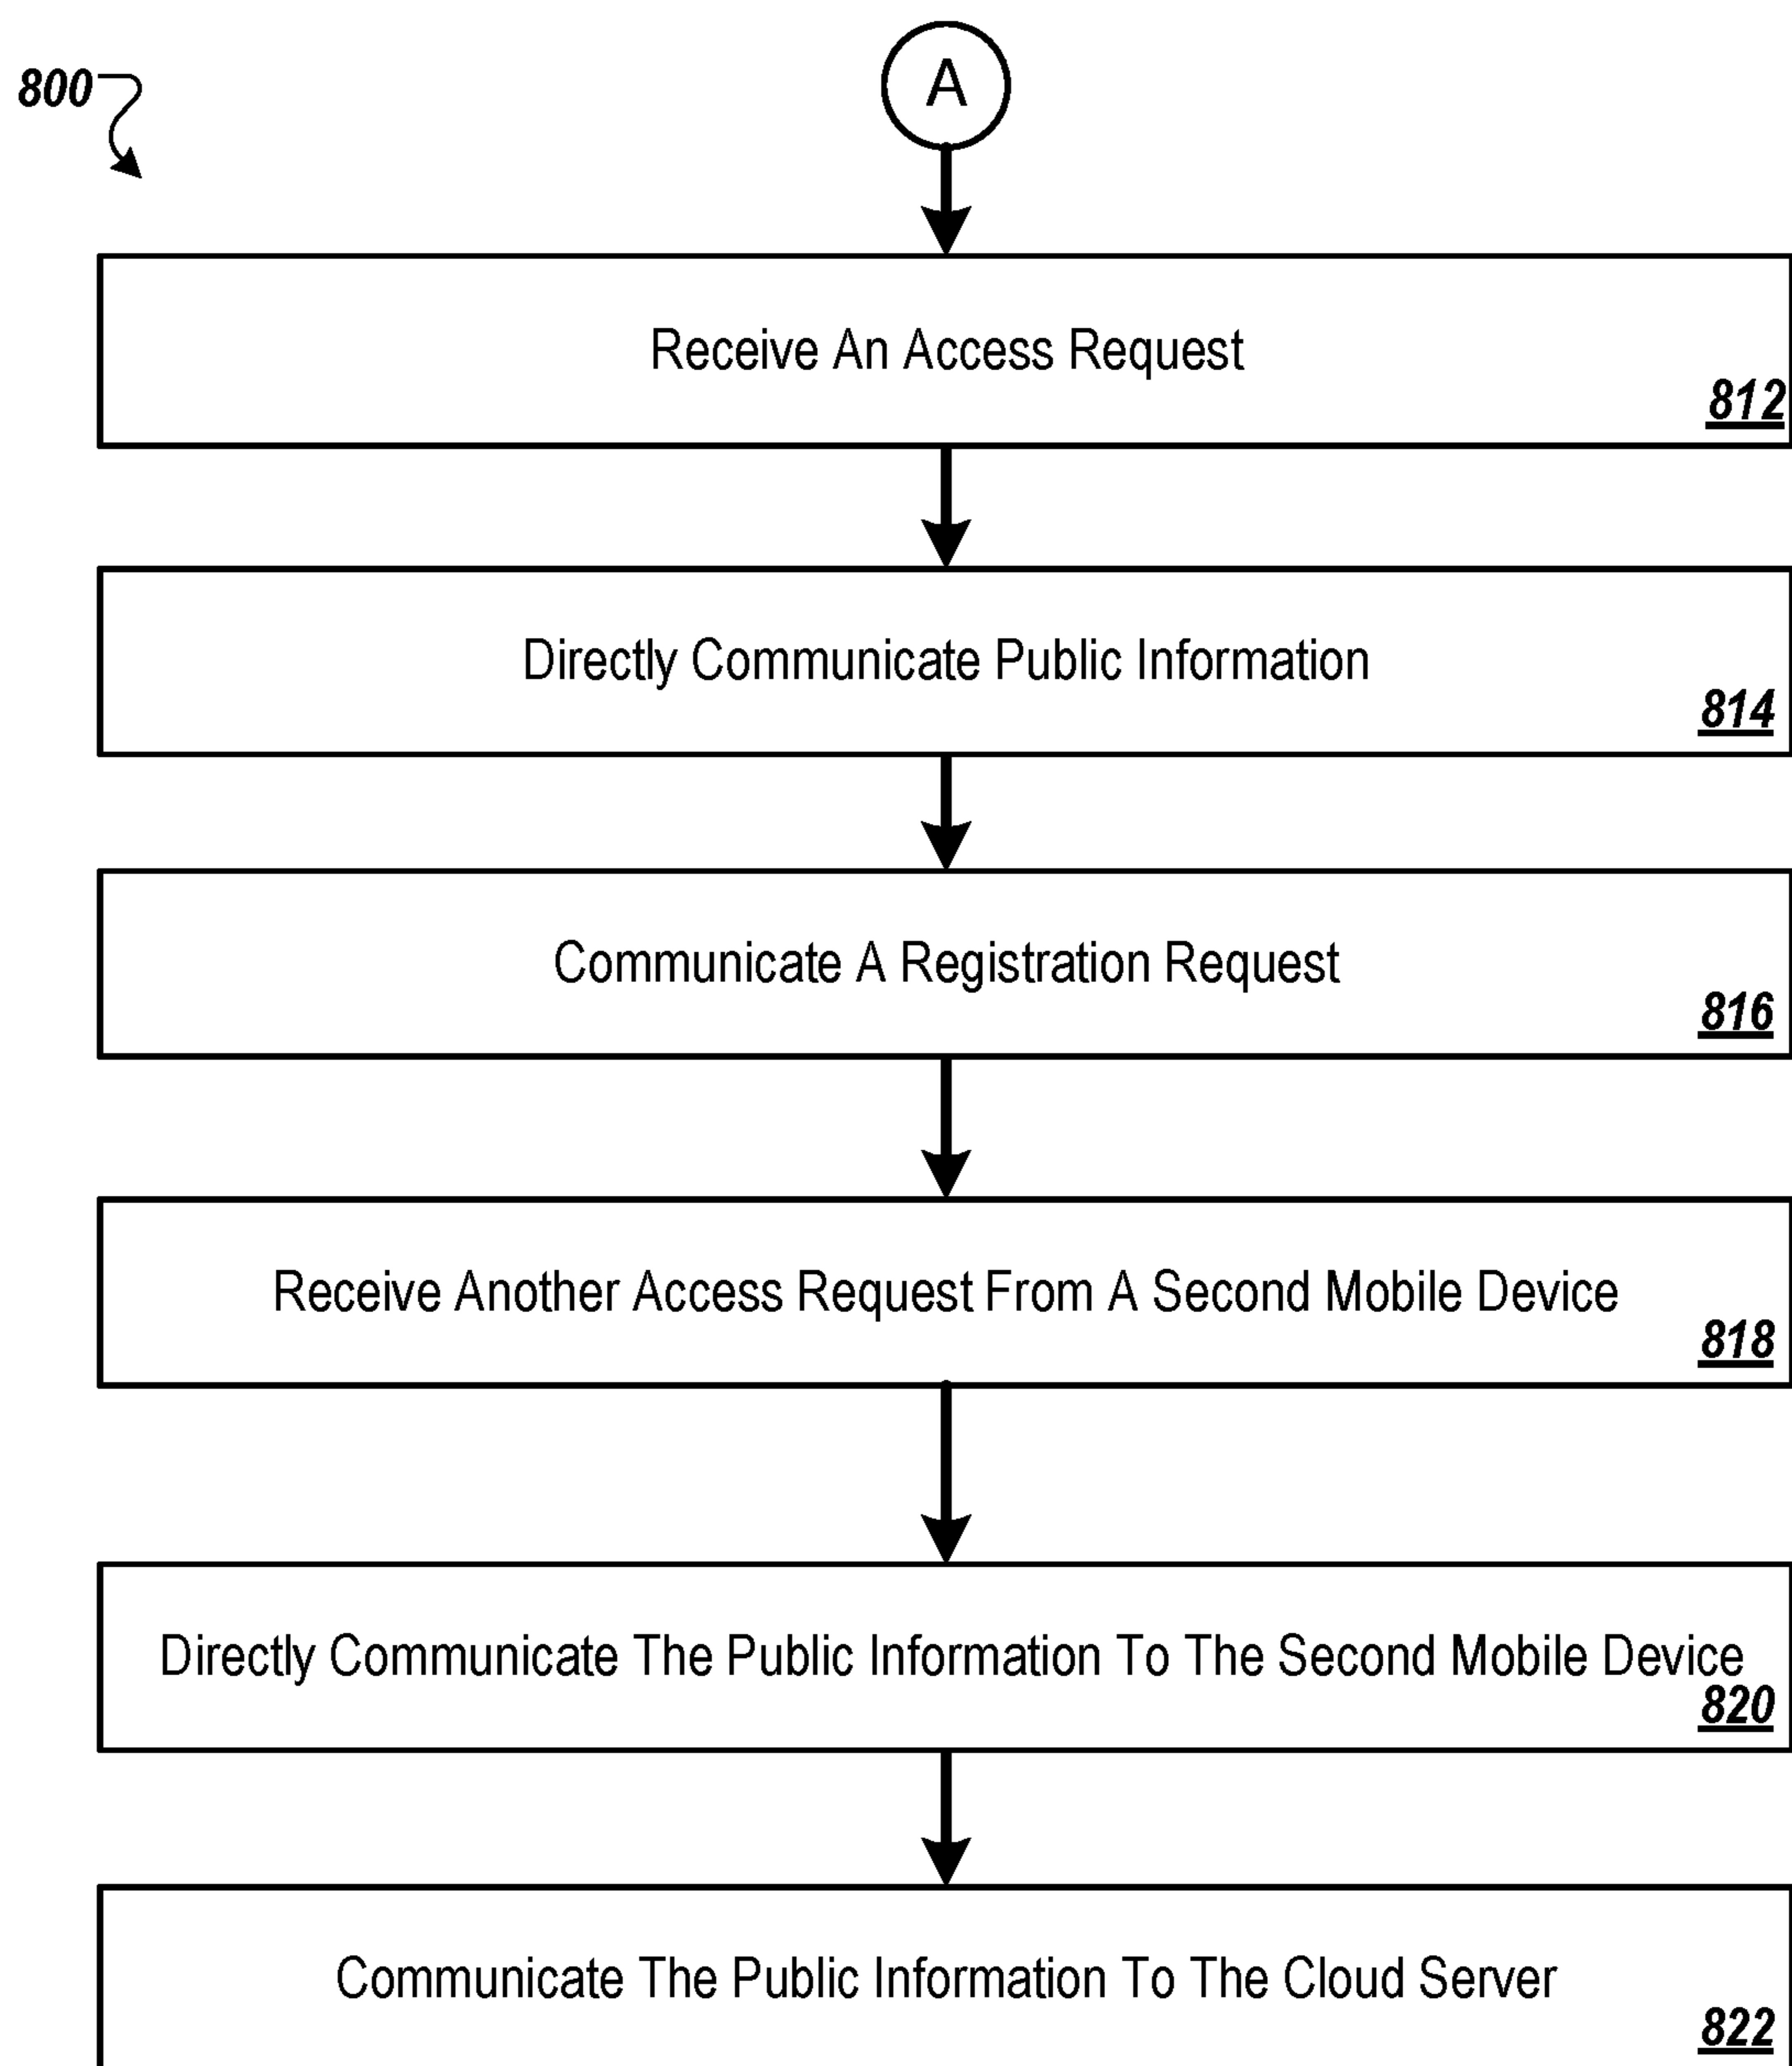 800
A
Receive An Access Request
812
Directly Communicate Public Information
814
Communicate A Registration Request
816
Receive Another Access Request From A Second Mobile Device
818
Directly Communicate The Public Information To The Second Mobile Device
820
Communicate The Public Information To The Cloud Server
822